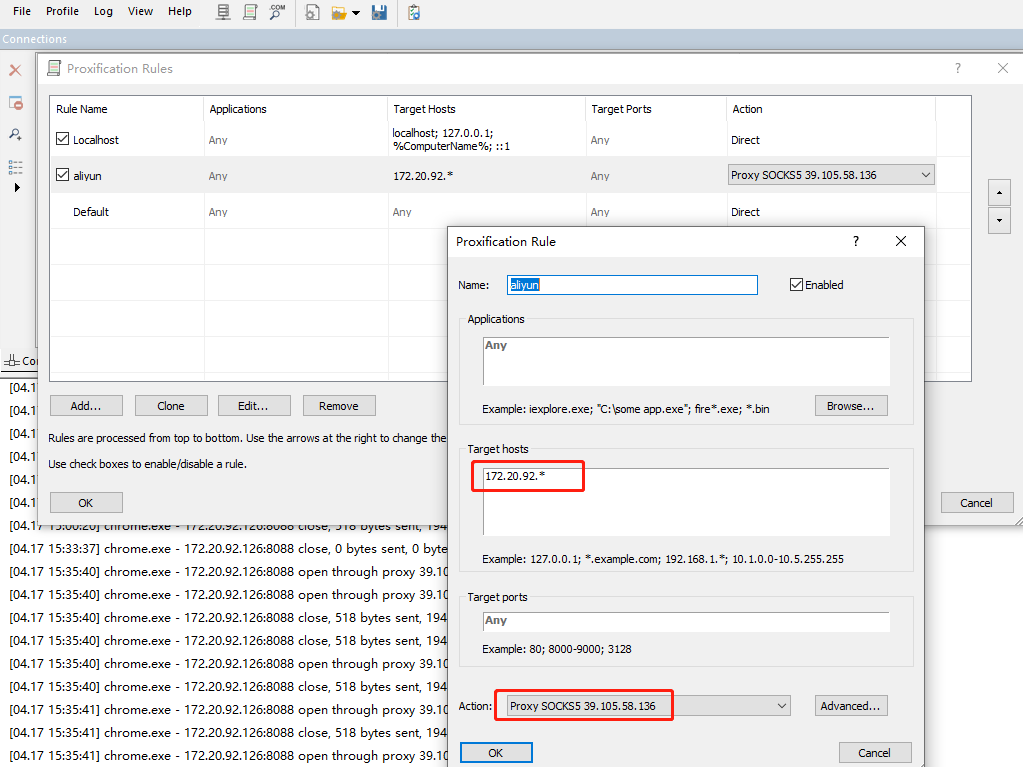 File Profile Log View Help
.COM
Connections
Proxification Rules
Rule Name Applications Target Hosts Target Ports Action
Localhost Any localhost; 127.0.0.1; Any Direct
%ComputerName%; ::1
aliyun Any 172.20.92.* Any Proxy SOCKS5 39.105.58.136
Default Any Any Any Direct
Add... Clone Edit... Remove
Rules are processed from top to bottom. Use the arrows at the right to change the
Use check boxes to enable/disable a rule.
OK
Cancel
Proxification Rule
Name: aliyun Enabled
Applications
Any
Example: iexplore.exe; "C:\some app.exe"; fire*.exe; *.bin Browse...
Target hosts
172.20.92.*
Example: 127.0.0.1; *.example.com; 192.168.1.*; 10.1.0.0-10.5.255.255
Target ports
Any
Example: 80; 8000-9000; 3128
Action: Proxy SOCKS5 39.105.58.136 Advanced...
OK Cancel
Co
[04.1
[04.1
[04.1
[04.1
[04.1
[04.1
[04.17 15:00:20] chrome.exe - 172.20.92.126:8088 close, 518 bytes sent, 194
[04.17 15:33:37] chrome.exe - 172.20.92.126:8088 close, 0 bytes sent, 0 byte
[04.17 15:35:40] chrome.exe - 172.20.92.126:8088 open through proxy 39.10
[04.17 15:35:40] chrome.exe - 172.20.92.126:8088 open through proxy 39.10
[04.17 15:35:40] chrome.exe - 172.20.92.126:8088 close, 518 bytes sent, 194
[04.17 15:35:40] chrome.exe - 172.20.92.126:8088 close, 518 bytes sent, 194
[04.17 15:35:40] chrome.exe - 172.20.92.126:8088 open through proxy 39.10
[04.17 15:35:40] chrome.exe - 172.20.92.126:8088 close, 518 bytes sent, 194
[04.17 15:35:41] chrome.exe - 172.20.92.126:8088 open through proxy 39.10
[04.17 15:35:41] chrome.exe - 172.20.92.126:8088 close, 518 bytes sent, 194
[04.17 15:35:41] chrome.exe - 172.20.92.126:8088 open through proxy 39.10